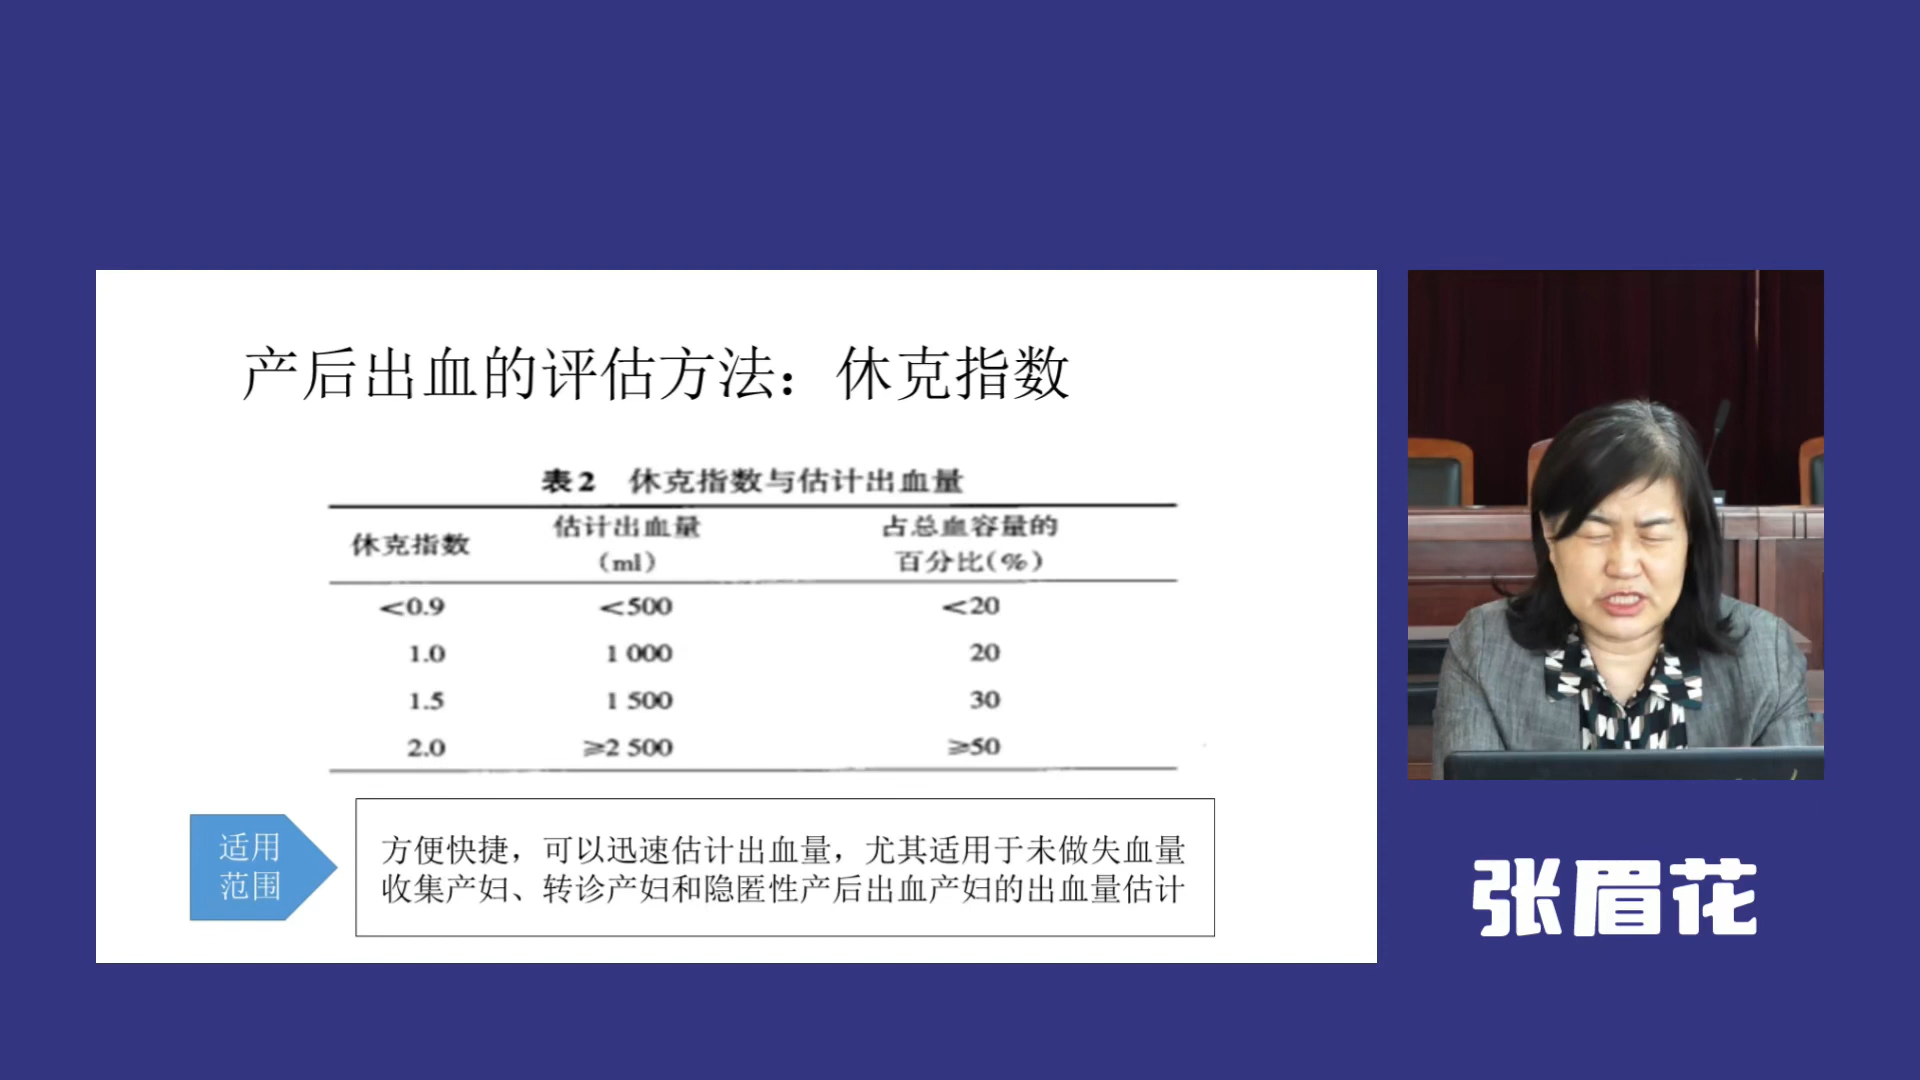 产后出血的评估方法：休克指数
表2 休克指数与估计出血量
休克指数 估计出血量（ml） 占总血容量的百分比(%)
<0.9 <500 <20
1.0 1 000 20
1.5 1 500 30
2.0 ≥2 500 ≥50
适用
范围
方便快捷，可以迅速估计出血量，尤其适用于未做失血量
收集产妇、转诊产妇和隐匿性产后出血产妇的出血量估计
张眉花